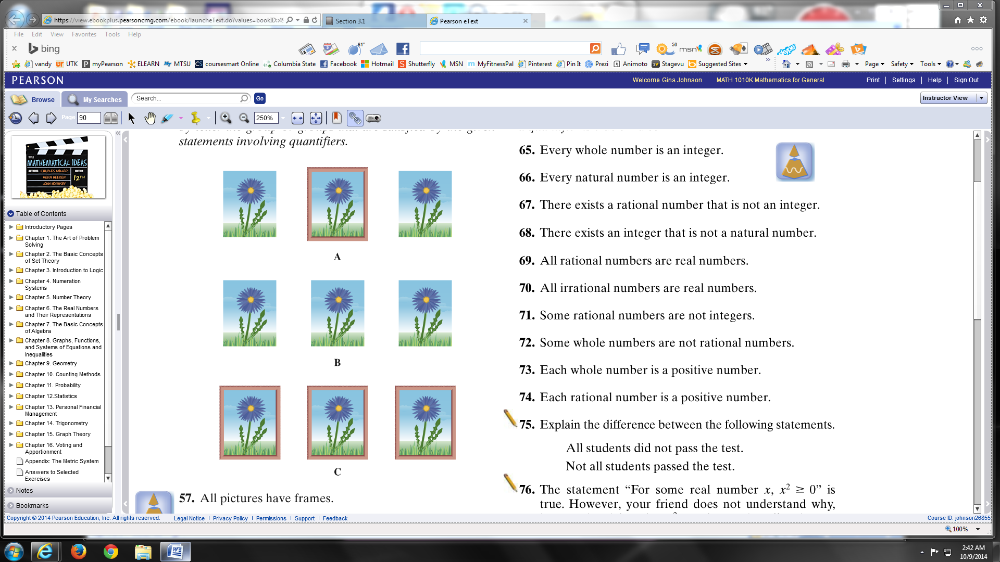 https://view.ebookplus.pearsoncmg.com/ebook/launcheText.do?values=bookID::49
Section 3.1
Pearson eText
File Edit View Favorites Tools Help
bing
61°
50
msn
skype
vandy UTK myPearson ELEARN MTSU coursesmart Online Columbia State Facebook Hotmail Shutterfly MSN MyFitnessPal Pinterest Pin It Prezi Animoto Stagevu Suggested Sites
Page Safety Tools
PEARSON
Welcome Gina Johnson MATH 1010K Mathematics for General
Print Settings Help Sign Out
Browse My Searches Search... Go
Instructor View
Page 90 250%
TITLE
MATHEMATICAL IDEAS
AUTHORS CHARLES MILLER EDITION
VERN HEEREN 12TH
JOHN HORNSBY
Table of Contents
Introductory Pages
Chapter 1. The Art of Problem
Solving
Chapter 2. The Basic Concepts
of Set Theory
Chapter 3. Introduction to Logic
Chapter 4. Numeration
Systems
Chapter 5. Number Theory
Chapter 6. The Real Numbers
and Their Representations
Chapter 7. The Basic Concepts
of Algebra
Chapter 8. Graphs, Functions,
and Systems of Equations and
Inequalities
Chapter 9. Geometry
Chapter 10. Counting Methods
Chapter 11. Probability
Chapter 12.Statistics
Chapter 13. Personal Financial
Management
Chapter 14. Trigonometry
Chapter 15. Graph Theory
Chapter 16. Voting and
Apportionment
Appendix: The Metric System
Answers to Selected
Exercises
Notes
Bookmarks
statements involving quantifiers.
A
B
C
57. All pictures have frames.
65. Every whole number is an integer.
66. Every natural number is an integer.
67. There exists a rational number that is not an integer.
68. There exists an integer that is not a natural number.
69. All rational numbers are real numbers.
70. All irrational numbers are real numbers.
71. Some rational numbers are not integers.
72. Some whole numbers are not rational numbers.
73. Each whole number is a positive number.
74. Each rational number is a positive number.
75. Explain the difference between the following statements.
All students did not pass the test.
Not all students passed the test.
76. The statement “For some real number x, x² ≥ 0” is
true. However, your friend does not understand why,
Copyright © 2014 Pearson Education, Inc. All rights reserved. Legal Notice | Privacy Policy | Permissions | Support | Feedback
Course ID: johnson26855
100%
2:42 AM
10/9/2014